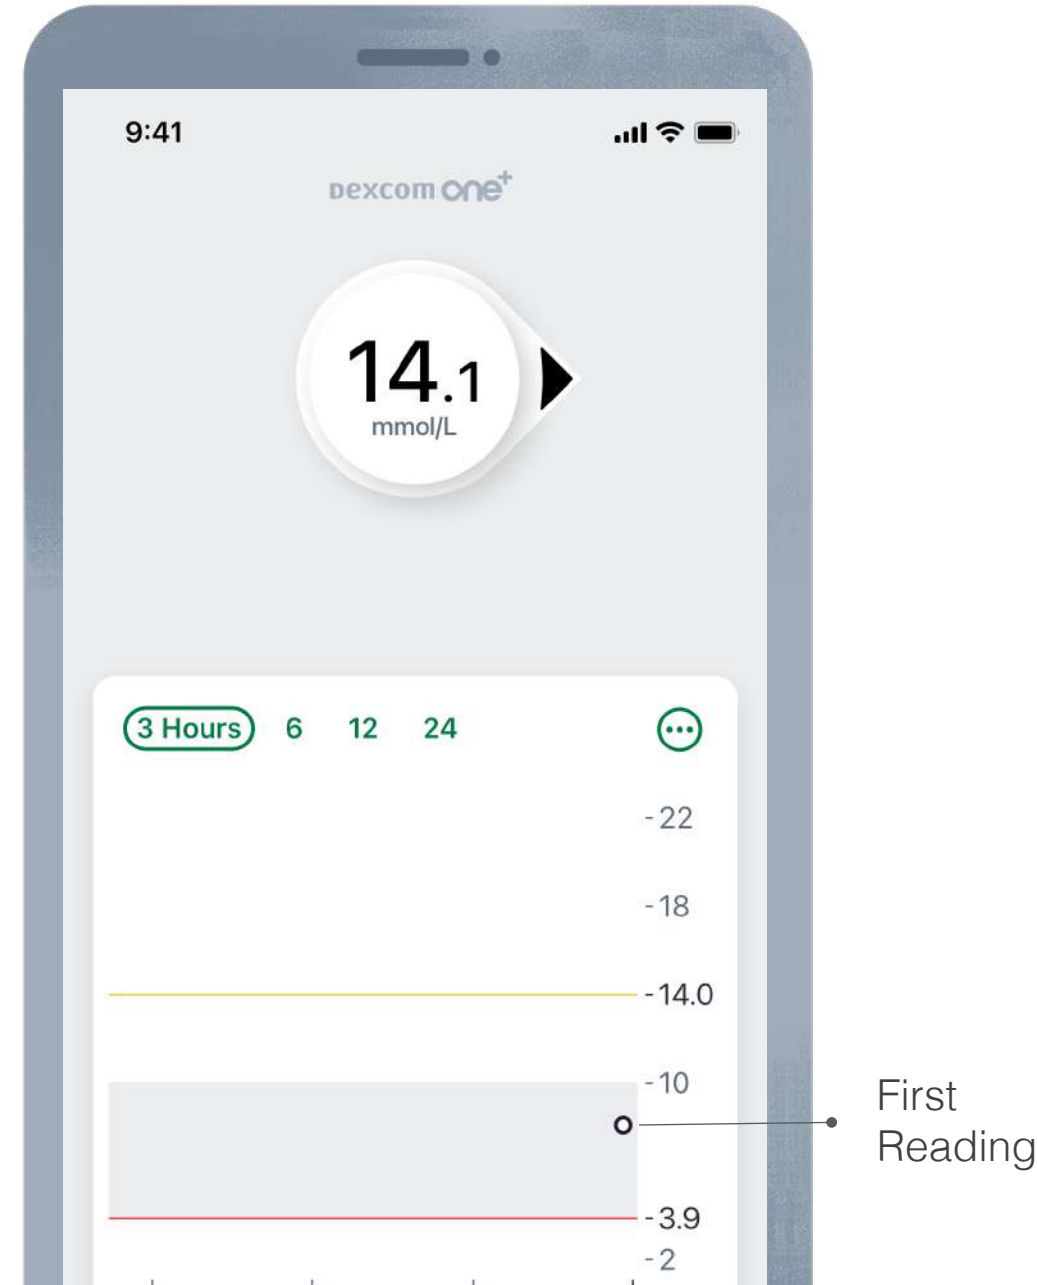 9:41
Dexcom one+
14.1
mmol/L
3 Hours 6 12 24
-22
-18
-14.0
-10
First
Reading
-3.9
-2